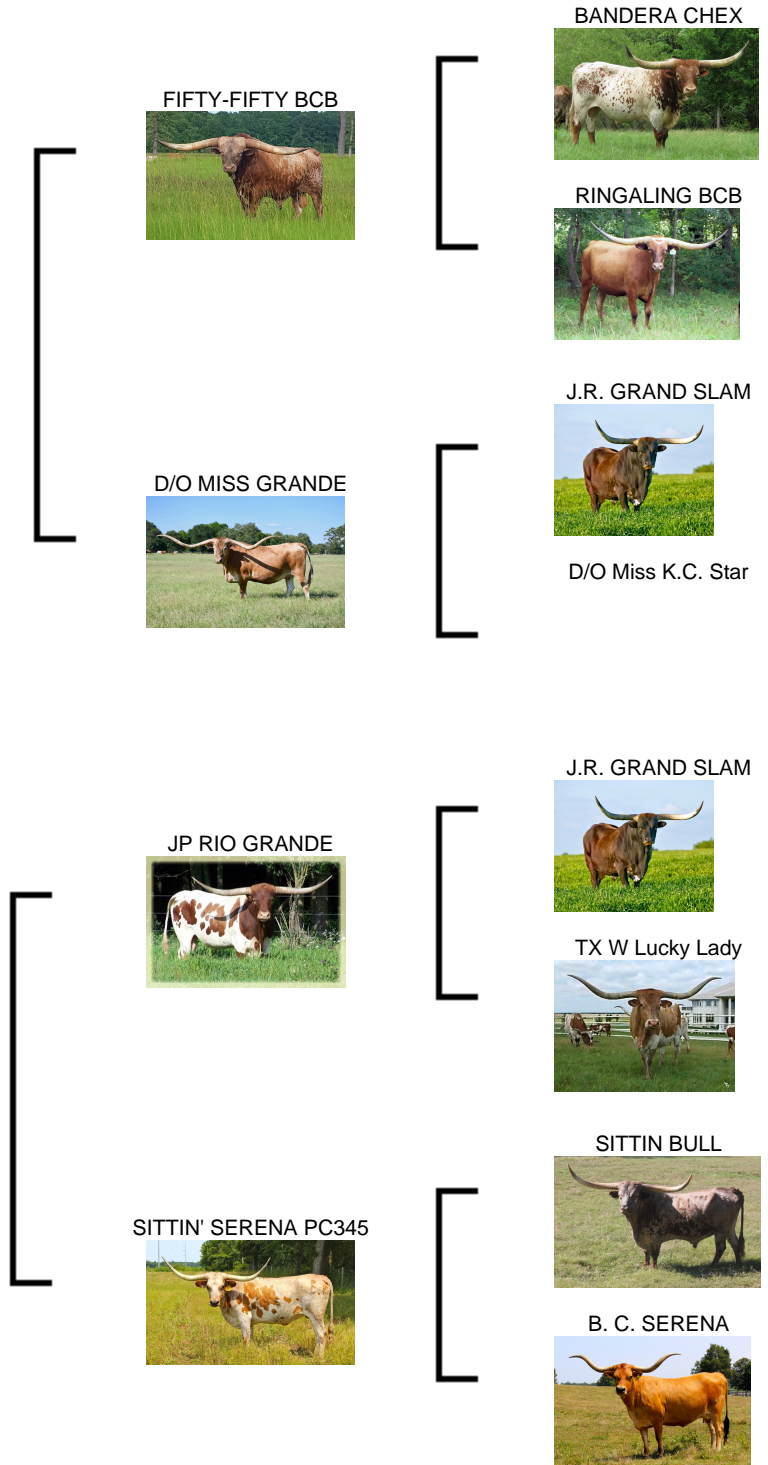 BANDERA CHEX
FIFTY-FIFTY BCB
RINGALING BCB
J.R. GRAND SLAM
D/O MISS GRANDE
D/O Miss K.C. Star
J.R. GRAND SLAM
JP RIO GRANDE
TX W Lucky Lady
SITTIN BULL
SITTIN' SERENA PC345
B. C. SERENA